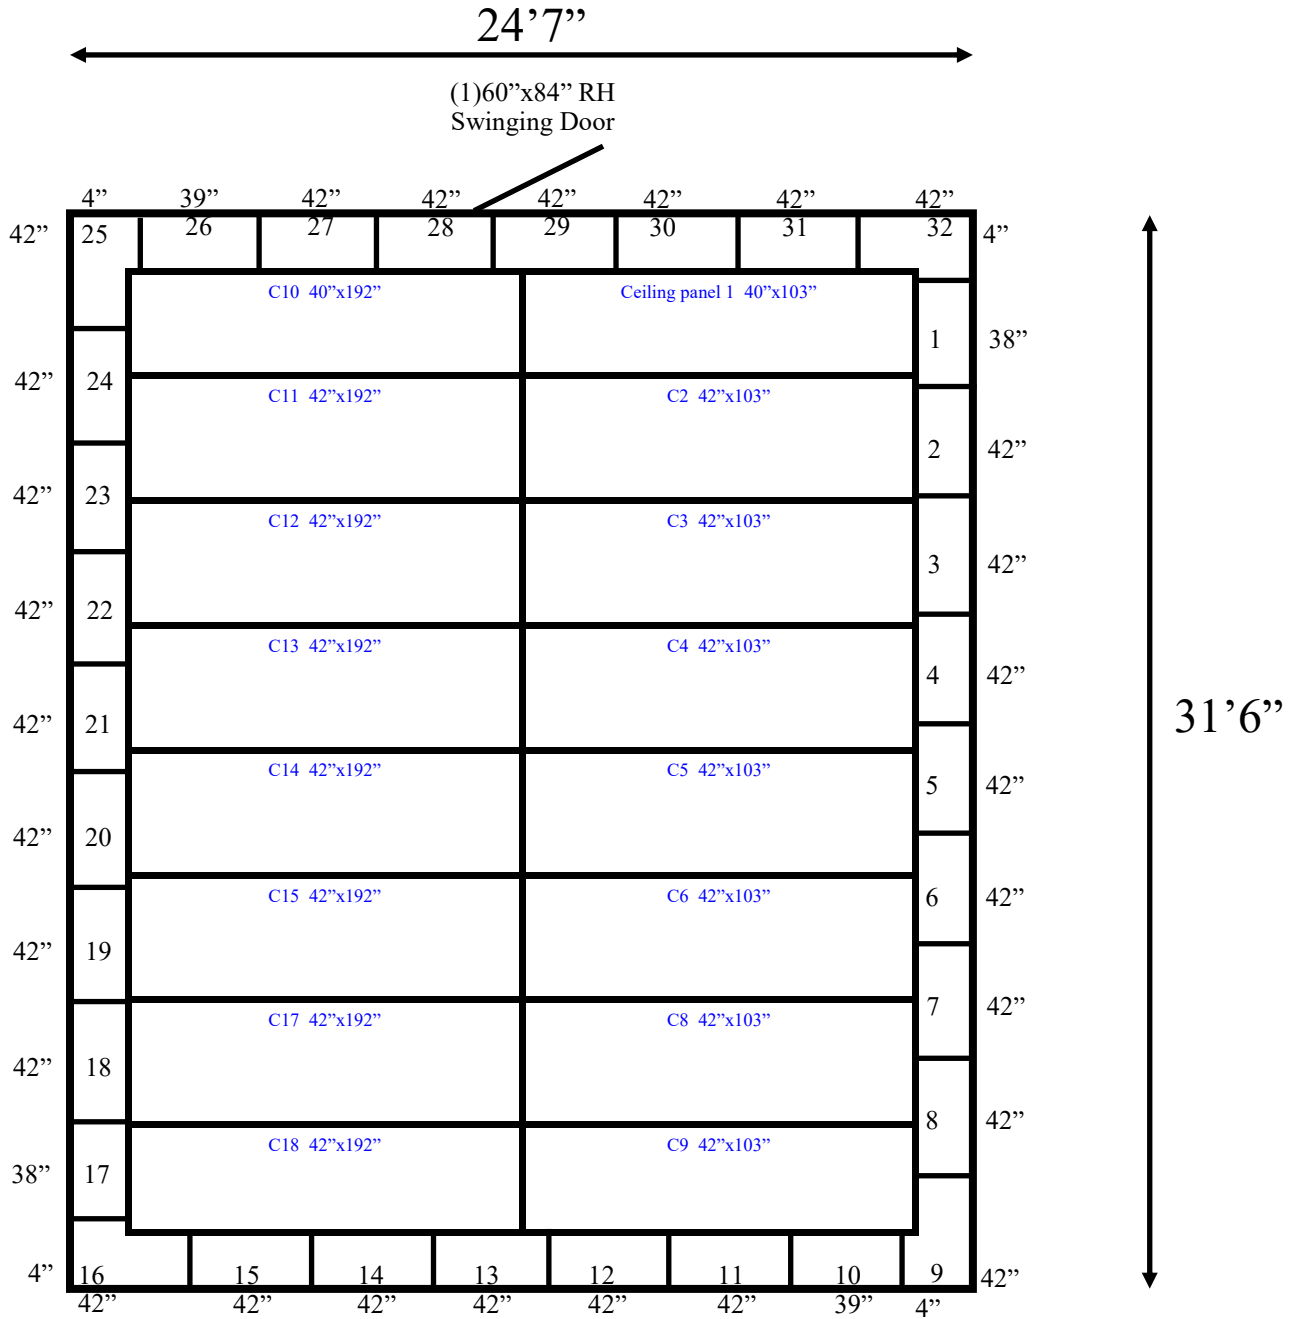 24’7”
(1)60”x84” RH
Swinging Door
4” 39” 42” 42” 42” 42” 42” 42”
42” 25 26 27 28 29 30 31 32 4”
C10 40”x192” Ceiling panel 1 40”x103”
1 38”
42” 24
C11 42”x192” C2 42”x103”
2 42”
42” 23
C12 42”x192” C3 42”x103”
3 42”
42” 22
C13 42”x192” C4 42”x103”
4 42”
31’6”
42” 21
C14 42”x192” C5 42”x103”
5 42”
42” 20
C15 42”x192” C6 42”x103”
6 42”
42” 19
7 42”
C17 42”x192” C8 42”x103”
42” 18
8 42”
C18 42”x192” C9 42”x103”
38” 17
4” 16 15 14 13 12 11 10 9 42”
42” 42” 42” 42” 42” 42” 39” 4”